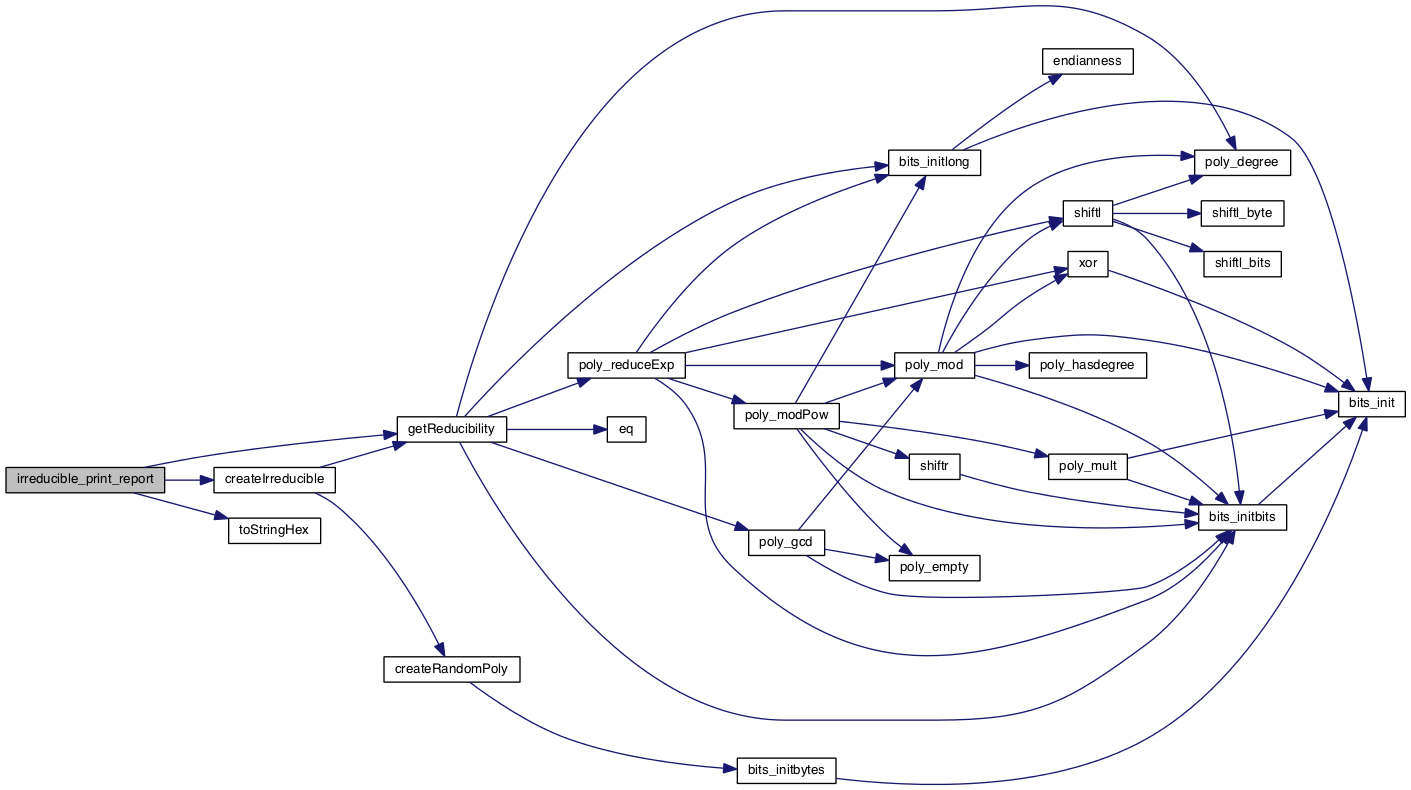 irreducible_print_report
createIrreducible
toStringHex
getReducibility
createRandomPoly
poly_reduceExp
eq
poly_modPow
poly_gcd
bits_initbytes
bits_initlong
poly_mod
shiftr
poly_empty
endianness
shiftl
xor
poly_hasdegree
poly_mult
poly_degree
shiftl_byte
shiftl_bits
bits_initbits
bits_init